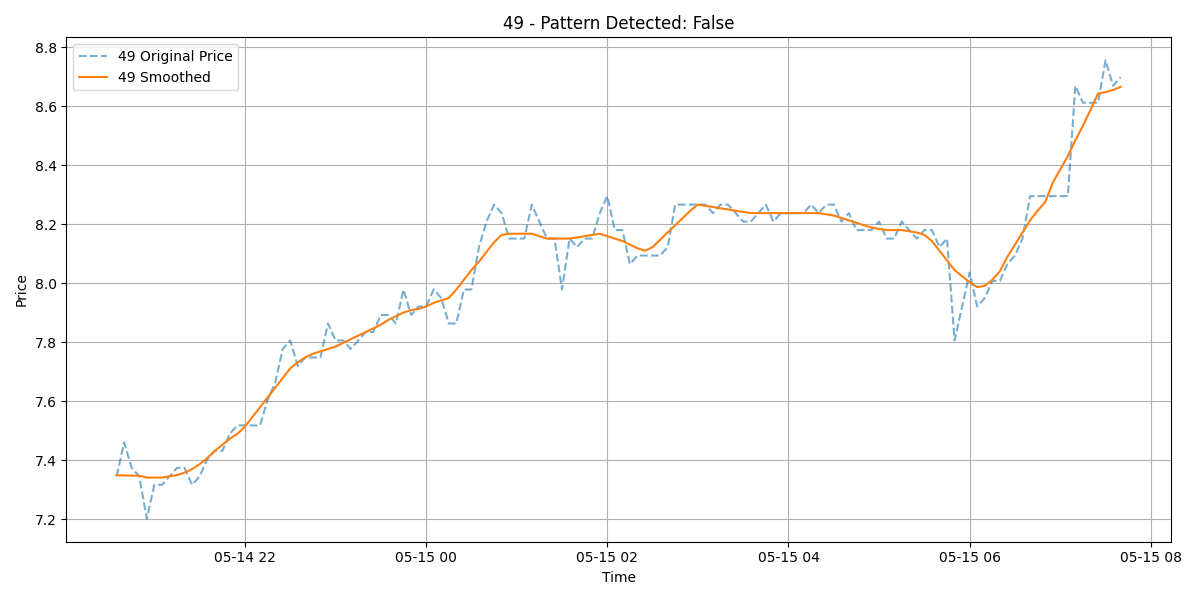 49 - Pattern Detected: False
49 Original Price
49 Smoothed
Price
8.8
8.6
8.4
8.2
8.0
7.8
7.6
7.4
7.2
05-14 22 05-15 00 05-15 02 05-15 04 05-15 06 05-15 08
Time